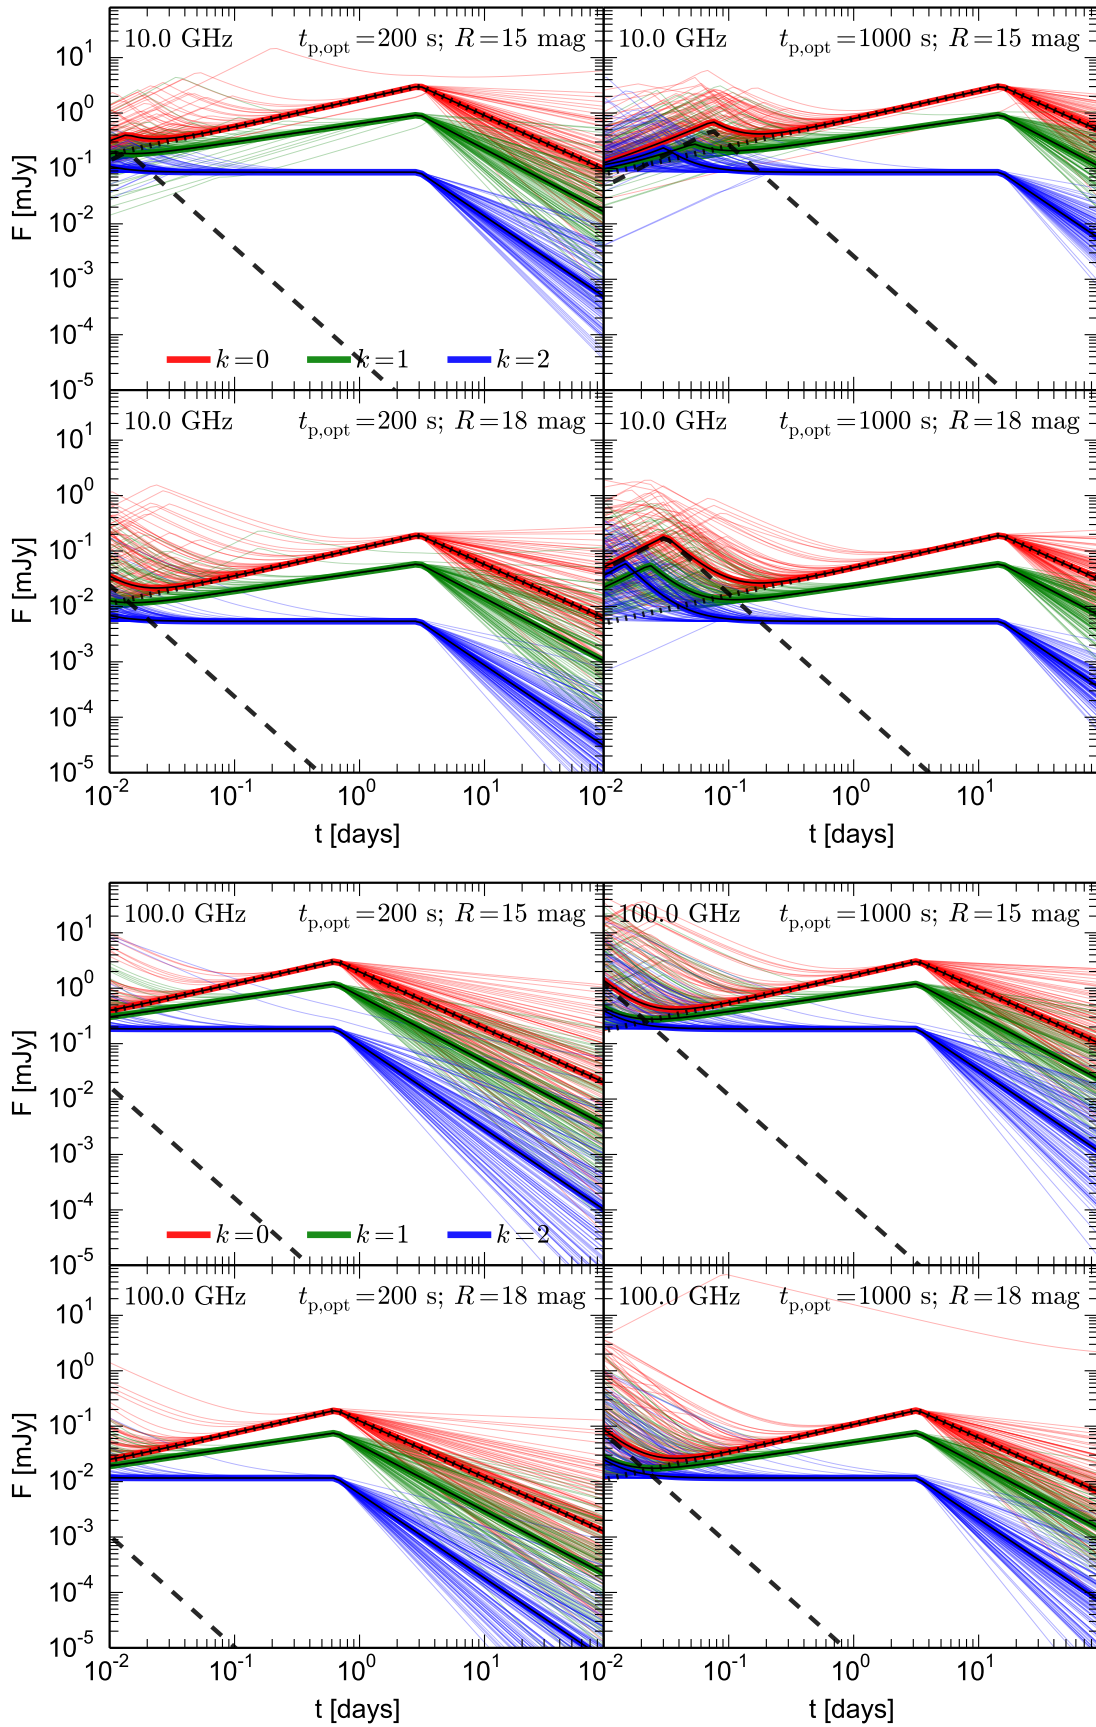 10.0 GHz t_p,opt=200 s; R=15 mag
10.0 GHz t_p,opt=1000 s; R=15 mag
10^1
10^0
10^-1
10^-2
10^-3
10^-4
10^-5
F [mJy]
k=0 k=1 k=2
10.0 GHz t_p,opt=200 s; R=18 mag
10.0 GHz t_p,opt=1000 s; R=18 mag
10^1
10^0
10^-1
10^-2
10^-3
10^-4
10^-5
F [mJy]
10^-2 10^-1 10^0 10^1 10^-2 10^-1 10^0 10^1
t [days] t [days]
100.0 GHz t_p,opt=200 s; R=15 mag
100.0 GHz t_p,opt=1000 s; R=15 mag
10^1
10^0
10^-1
10^-2
10^-3
10^-4
10^-5
F [mJy]
k=0 k=1 k=2
100.0 GHz t_p,opt=200 s; R=18 mag
100.0 GHz t_p,opt=1000 s; R=18 mag
10^1
10^0
10^-1
10^-2
10^-3
10^-4
10^-5
F [mJy]
10^-2 10^-1 10^0 10^1 10^-2 10^-1 10^0 10^1
t [days] t [days]